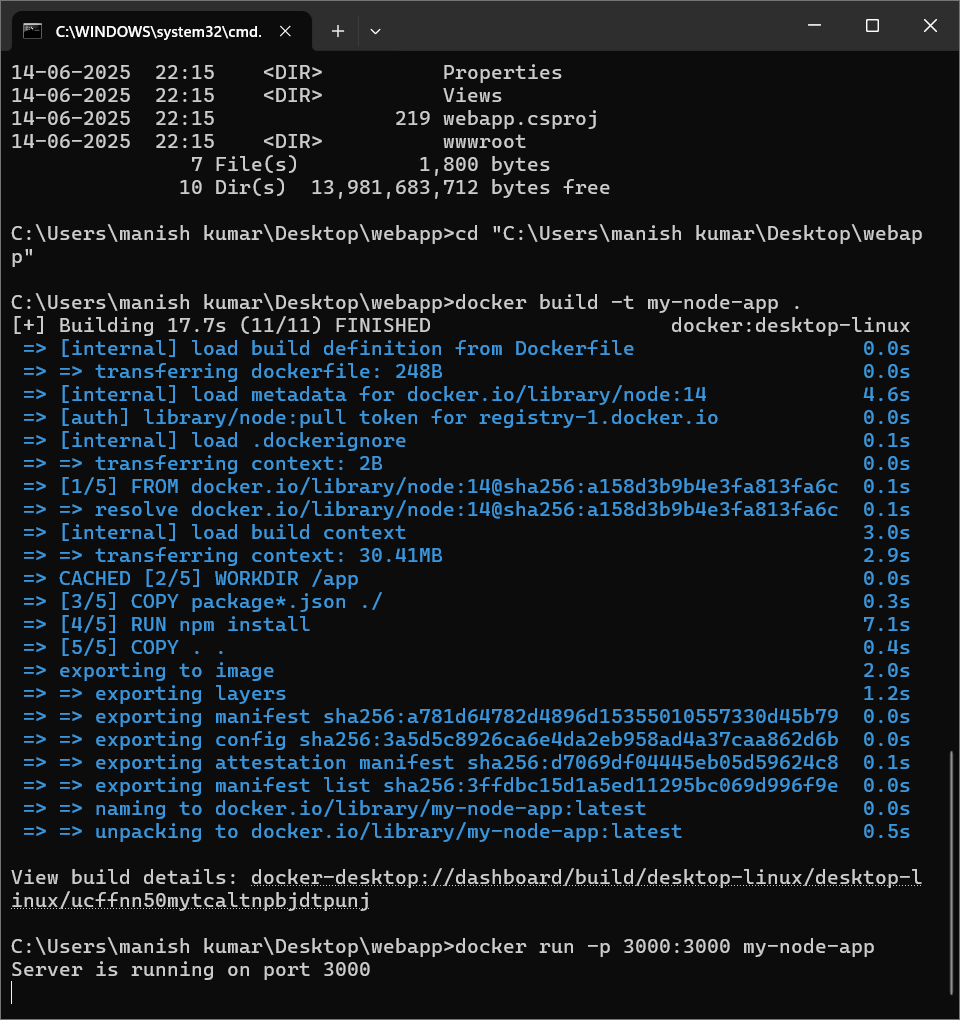 C:\WINDOWS\system32\cmd.
14-06-2025  22:15    <DIR>          Properties
14-06-2025  22:15    <DIR>          Views
14-06-2025  22:15               219 webapp.csproj
14-06-2025  22:15    <DIR>          wwwroot
               7 File(s)          1,800 bytes
              10 Dir(s)  13,981,683,712 bytes free
C:\Users\manish kumar\Desktop\webapp>cd "C:\Users\manish kumar\Desktop\webap
p"
C:\Users\manish kumar\Desktop\webapp>docker build -t my-node-app .
[+] Building 17.7s (11/11) FINISHED                    docker:desktop-linux
 => [internal] load build definition from Dockerfile                   0.0s
 => => transferring dockerfile: 248B                                   0.0s
 => [internal] load metadata for docker.io/library/node:14             4.6s
 => [auth] library/node:pull token for registry-1.docker.io            0.0s
 => [internal] load .dockerignore                                      0.1s
 => => transferring context: 2B                                        0.0s
 => [1/5] FROM docker.io/library/node:14@sha256:a158d3b9b4e3fa813fa6c  0.1s
 => => resolve docker.io/library/node:14@sha256:a158d3b9b4e3fa813fa6c  0.1s
 => [internal] load build context                                      3.0s
 => => transferring context: 30.41MB                                   2.9s
 => CACHED [2/5] WORKDIR /app                                          0.0s
 => [3/5] COPY package*.json ./                                        0.3s
 => [4/5] RUN npm install                                              7.1s
 => [5/5] COPY . .                                                     0.4s
 => exporting to image                                                 2.0s
 => => exporting layers                                                1.2s
 => => exporting manifest sha256:a781d64782d4896d15355010557330d45b79  0.0s
 => => exporting config sha256:3a5d5c8926ca6e4da2eb958ad4a37caa862d6b  0.0s
 => => exporting attestation manifest sha256:d7069df04445eb05d59624c8  0.1s
 => => exporting manifest list sha256:3ffdbc15d1a5ed11295bc069d996f9e  0.0s
 => => naming to docker.io/library/my-node-app:latest                  0.0s
 => => unpacking to docker.io/library/my-node-app:latest               0.5s
View build details: docker-desktop://dashboard/build/desktop-linux/desktop-l
inux/ucffnn50mytcaltnpbjdtpunj
C:\Users\manish kumar\Desktop\webapp>docker run -p 3000:3000 my-node-app
Server is running on port 3000